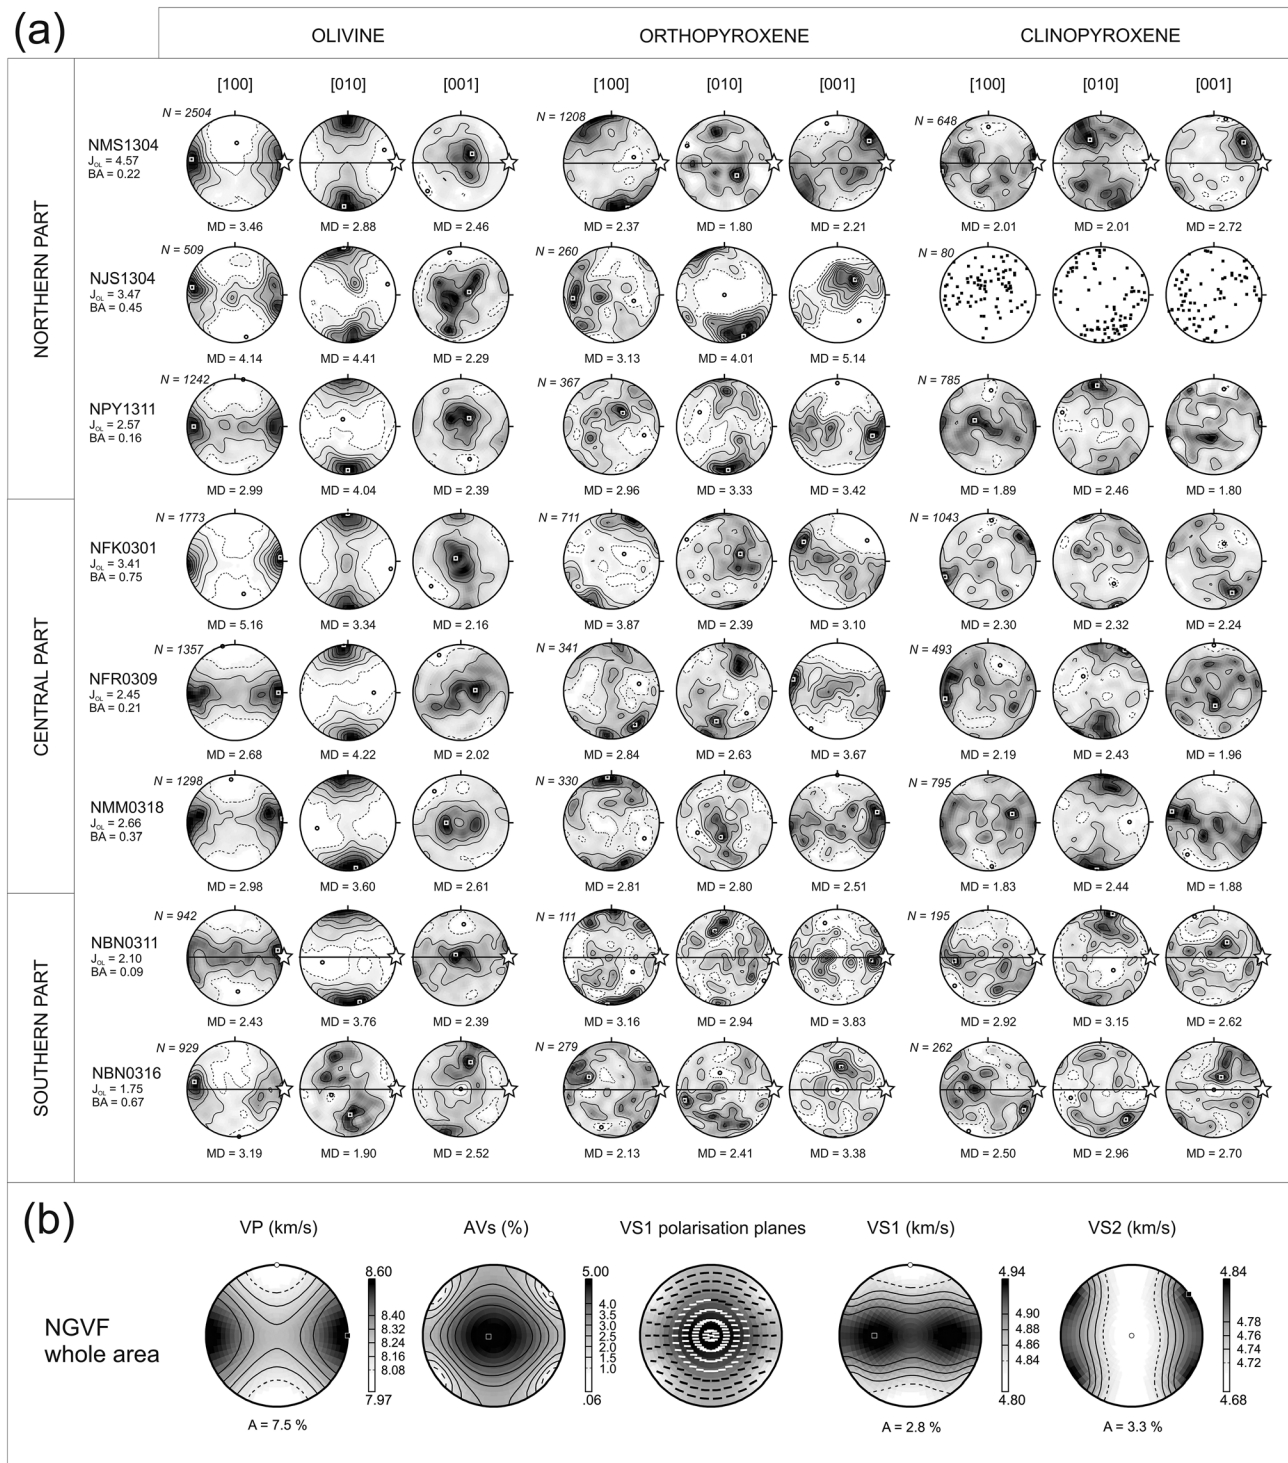 (a)
OLIVINE ORTHOPYROXENE CLINOPYROXENE
[100] [010] [001] [100] [010] [001] [100] [010] [001]
NORTHERN PART
N = 2504 N = 1208 N = 648
NMS1304
JOL = 4.57
BA = 0.22
MD = 3.46 MD = 2.88 MD = 2.46 MD = 2.37 MD = 1.80 MD = 2.21 MD = 2.01 MD = 2.01 MD = 2.72
N = 509 N = 260 N = 80
NJS1304
JOL = 3.47
BA = 0.45
MD = 4.14 MD = 4.41 MD = 2.29 MD = 3.13 MD = 4.01 MD = 5.14
N = 1242 N = 367 N = 785
NPY1311
JOL = 2.57
BA = 0.16
MD = 2.99 MD = 4.04 MD = 2.39 MD = 2.96 MD = 3.33 MD = 3.42 MD = 1.89 MD = 2.46 MD = 1.80
CENTRAL PART
N = 1773 N = 711 N = 1043
NFK0301
JOL = 3.41
BA = 0.75
MD = 5.16 MD = 3.34 MD = 2.16 MD = 3.87 MD = 2.39 MD = 3.10 MD = 2.30 MD = 2.32 MD = 2.24
N = 1357 N = 341 N = 493
NFR0309
JOL = 2.45
BA = 0.21
MD = 2.68 MD = 4.22 MD = 2.02 MD = 2.84 MD = 2.63 MD = 3.67 MD = 2.19 MD = 2.43 MD = 1.96
N = 1298 N = 330 N = 795
NMM0318
JOL = 2.66
BA = 0.37
MD = 2.98 MD = 3.60 MD = 2.61 MD = 2.81 MD = 2.80 MD = 2.51 MD = 1.83 MD = 2.44 MD = 1.88
SOUTHERN PART
N = 942 N = 111 N = 195
NBN0311
JOL = 2.10
BA = 0.09
MD = 2.43 MD = 3.76 MD = 2.39 MD = 3.16 MD = 2.94 MD = 3.83 MD = 2.92 MD = 3.15 MD = 2.62
N = 929 N = 279 N = 262
NBN0316
JOL = 1.75
BA = 0.67
MD = 3.19 MD = 1.90 MD = 2.52 MD = 2.13 MD = 2.41 MD = 3.38 MD = 2.50 MD = 2.96 MD = 2.70
(b)
NGVF
whole area
VP (km/s)
8.60
8.40
8.32
8.24
8.16
8.08
7.97
A = 7.5 %
AVs (%)
5.00
4.0
3.5
3.0
2.5
2.0
1.5
1.0
.06
VS1 polarisation planes
VS1 (km/s)
4.94
4.90
4.88
4.86
4.84
4.80
A = 2.8 %
VS2 (km/s)
4.84
4.78
4.76
4.74
4.72
4.68
A = 3.3 %